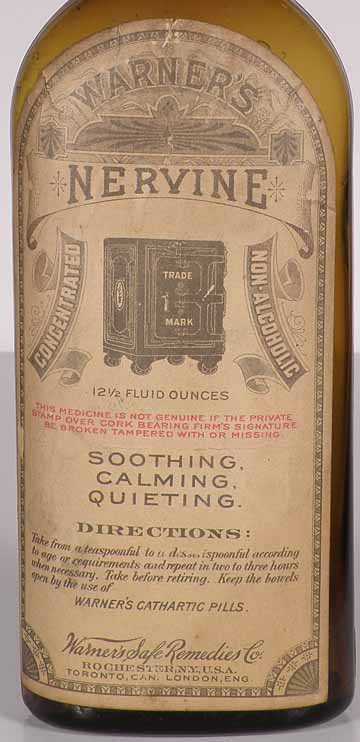 WARNER'S
NERVINE
CONCENTRATED
NON-ALCOHOLIC
TRADE
MARK
12½ FLUID OUNCES
THIS MEDICINE IS NOT GENUINE IF THE PRIVATE
STAMP OVER CORK BEARING FIRM'S SIGNATURE
BE BROKEN TAMPERED WITH OR MISSING.
SOOTHING,
CALMING,
QUIETING.
DIRECTIONS:
Take from a teaspoonful to a dessertspoonful according
to age or requirements and repeat in two to three hours
when necessary. Take before retiring. Keep the bowels
open by the use of
WARNER'S CATHARTIC PILLS.
Warner's Safe Remedies Co.
ROCHESTER, N.Y., U.S.A.
TORONTO, CAN. LONDON, ENG.